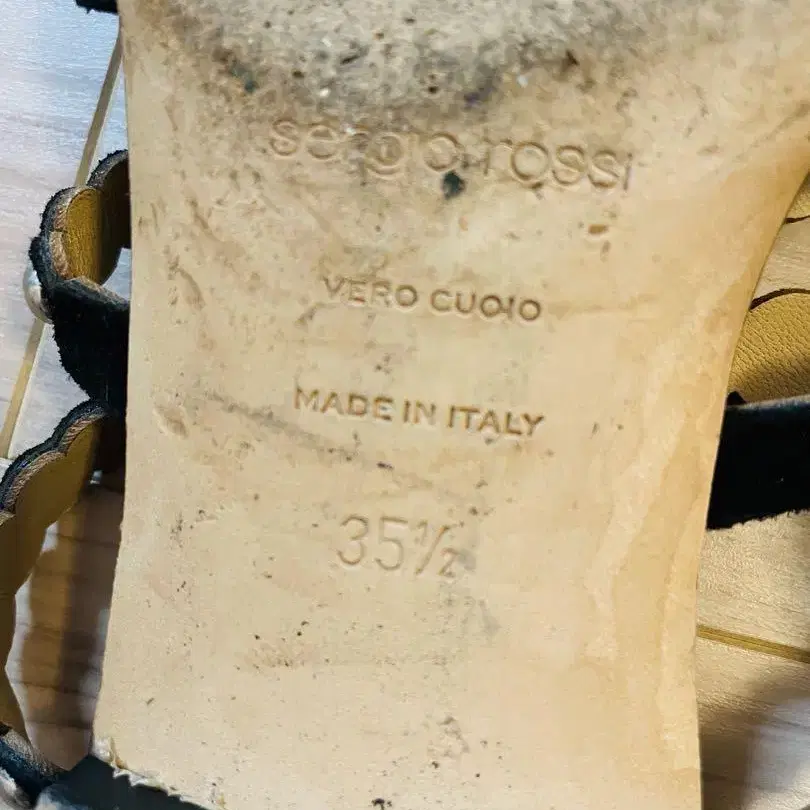 sergio rossi
VERO CUOIO
MADE IN ITALY
35½